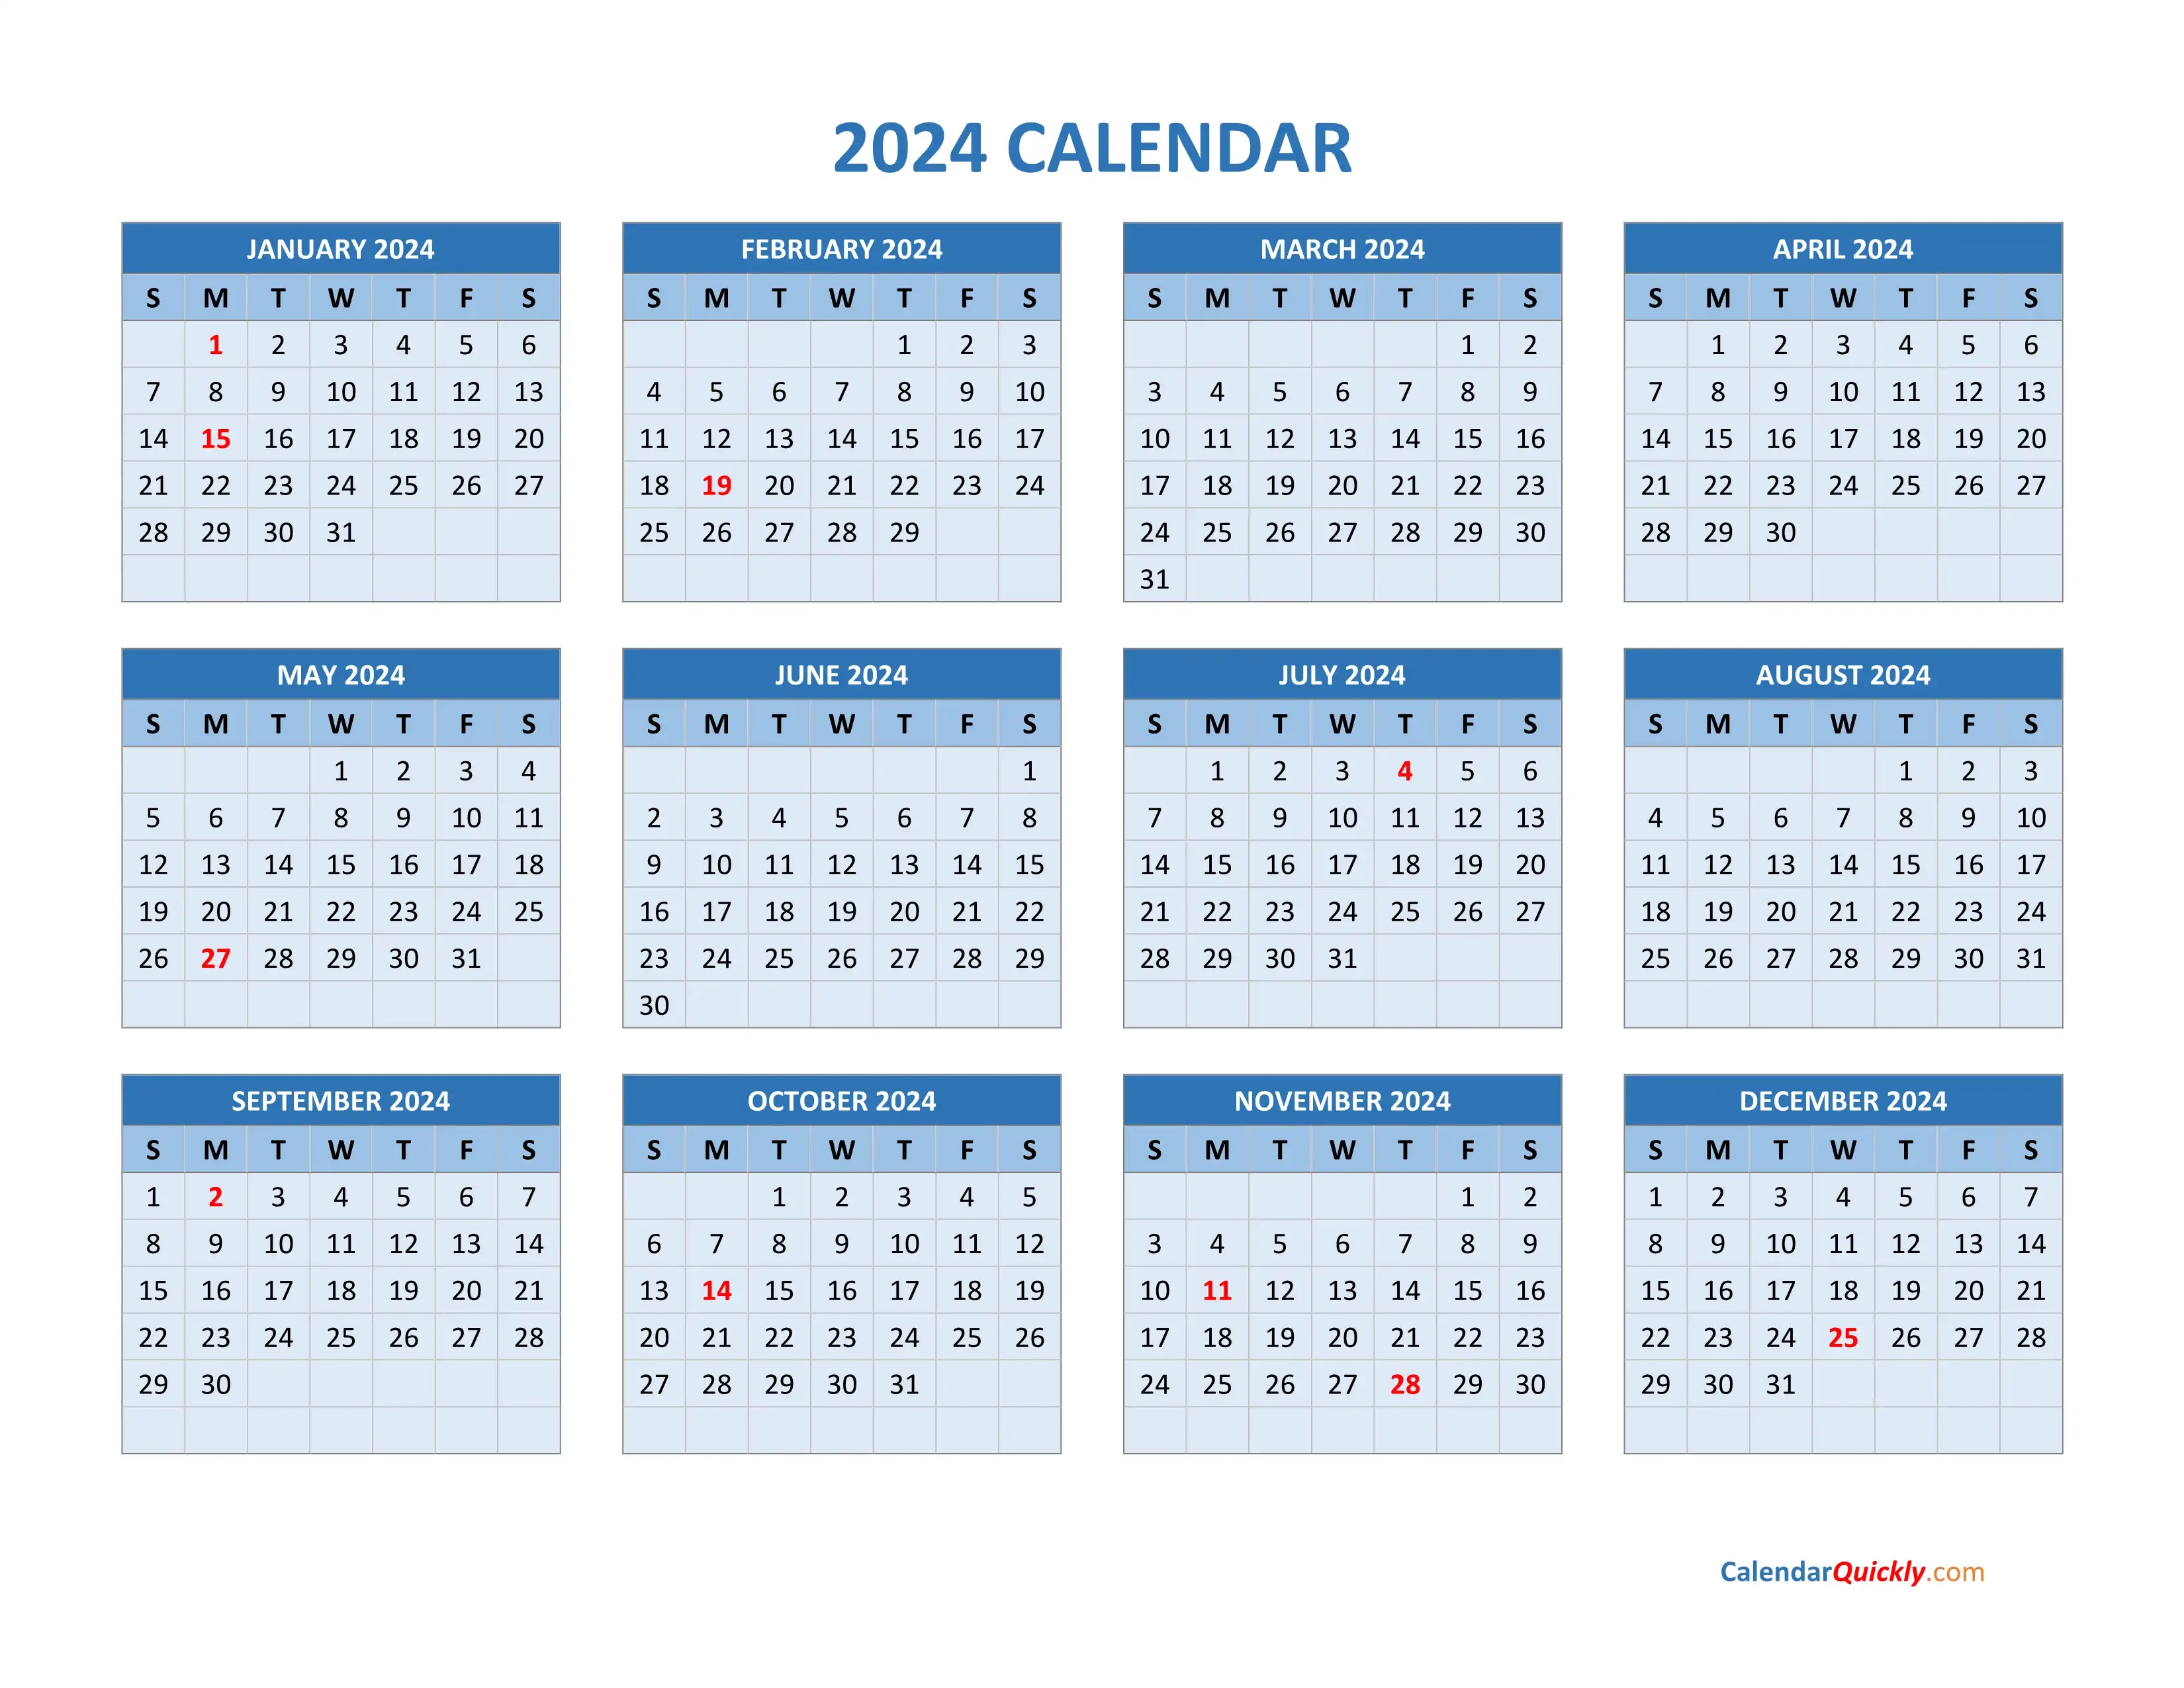 2024 CALENDAR
JANUARY 2024
S M T W T F S
1 2 3 4 5 6
7 8 9 10 11 12 13
14 15 16 17 18 19 20
21 22 23 24 25 26 27
28 29 30 31
FEBRUARY 2024
S M T W T F S
1 2 3
4 5 6 7 8 9 10
11 12 13 14 15 16 17
18 19 20 21 22 23 24
25 26 27 28 29
MARCH 2024
S M T W T F S
1 2
3 4 5 6 7 8 9
10 11 12 13 14 15 16
17 18 19 20 21 22 23
24 25 26 27 28 29 30
31
APRIL 2024
S M T W T F S
1 2 3 4 5 6
7 8 9 10 11 12 13
14 15 16 17 18 19 20
21 22 23 24 25 26 27
28 29 30
MAY 2024
S M T W T F S
1 2 3 4
5 6 7 8 9 10 11
12 13 14 15 16 17 18
19 20 21 22 23 24 25
26 27 28 29 30 31
JUNE 2024
S M T W T F S
1
2 3 4 5 6 7 8
9 10 11 12 13 14 15
16 17 18 19 20 21 22
23 24 25 26 27 28 29
30
JULY 2024
S M T W T F S
1 2 3 4 5 6
7 8 9 10 11 12 13
14 15 16 17 18 19 20
21 22 23 24 25 26 27
28 29 30 31
AUGUST 2024
S M T W T F S
1 2 3
4 5 6 7 8 9 10
11 12 13 14 15 16 17
18 19 20 21 22 23 24
25 26 27 28 29 30 31
SEPTEMBER 2024
S M T W T F S
1 2 3 4 5 6 7
8 9 10 11 12 13 14
15 16 17 18 19 20 21
22 23 24 25 26 27 28
29 30
OCTOBER 2024
S M T W T F S
1 2 3 4 5
6 7 8 9 10 11 12
13 14 15 16 17 18 19
20 21 22 23 24 25 26
27 28 29 30 31
NOVEMBER 2024
S M T W T F S
1 2
3 4 5 6 7 8 9
10 11 12 13 14 15 16
17 18 19 20 21 22 23
24 25 26 27 28 29 30
DECEMBER 2024
S M T W T F S
1 2 3 4 5 6 7
8 9 10 11 12 13 14
15 16 17 18 19 20 21
22 23 24 25 26 27 28
29 30 31
CalendarQuickly.com